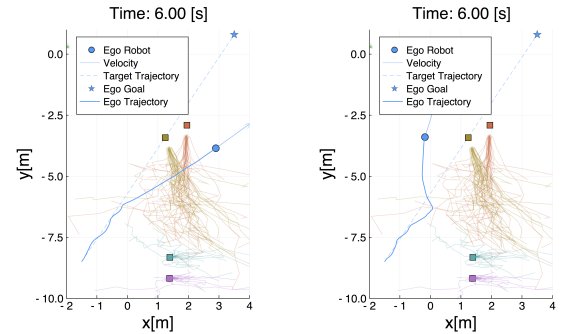 Time: 6.00 [s]
0.0
-2.5
-5.0
-7.5
-10.0
y[m]
Ego Robot
Velocity
Target Trajectory
Ego Goal
Ego Trajectory
-2 -1 0 1 2 3 4
x[m]
Time: 6.00 [s]
0.0
-2.5
-5.0
-7.5
-10.0
y[m]
Ego Robot
Velocity
Target Trajectory
Ego Goal
Ego Trajectory
-2 -1 0 1 2 3 4
x[m]